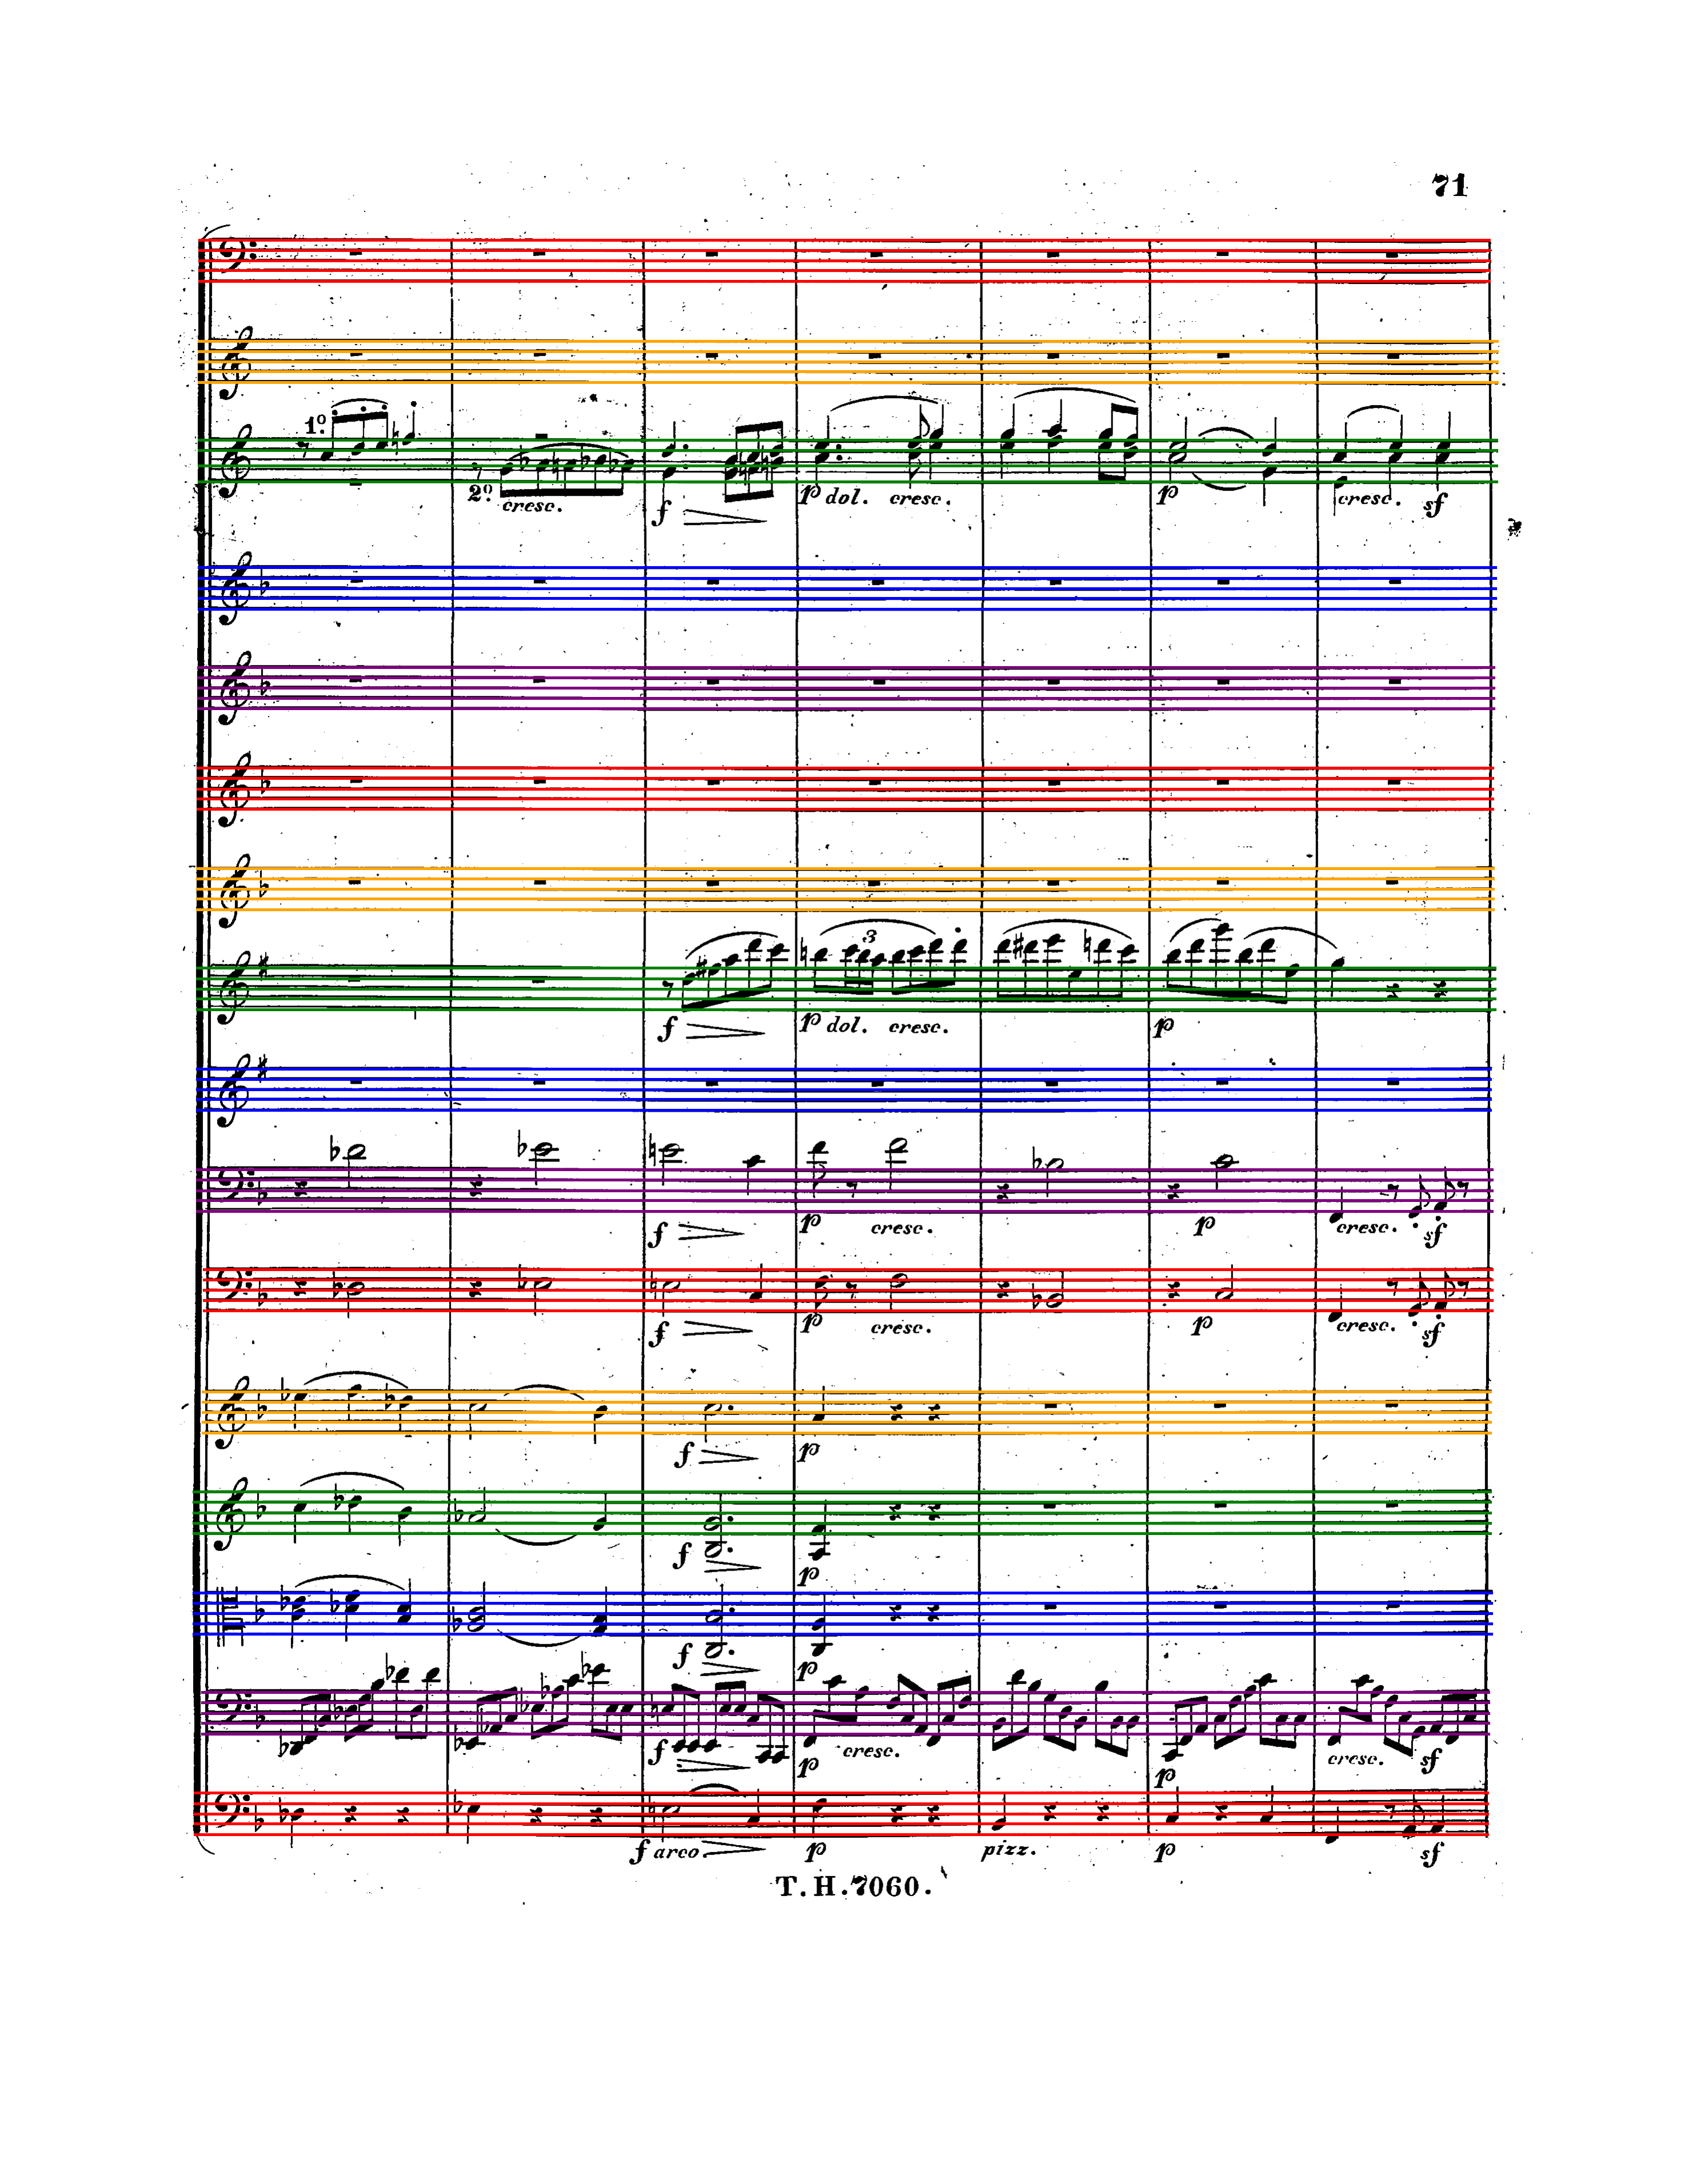 71
1º
2º. cresc. f p dol. cresc. p cresc. sf
3
f p dol. cresc. p
f p cresc. p cresc. sf
f p cresc. p cresc. sf
f p
f p
f p
f p cresc. p cresc. sf
f arco. p pizz. p sf
T. H. 7060.